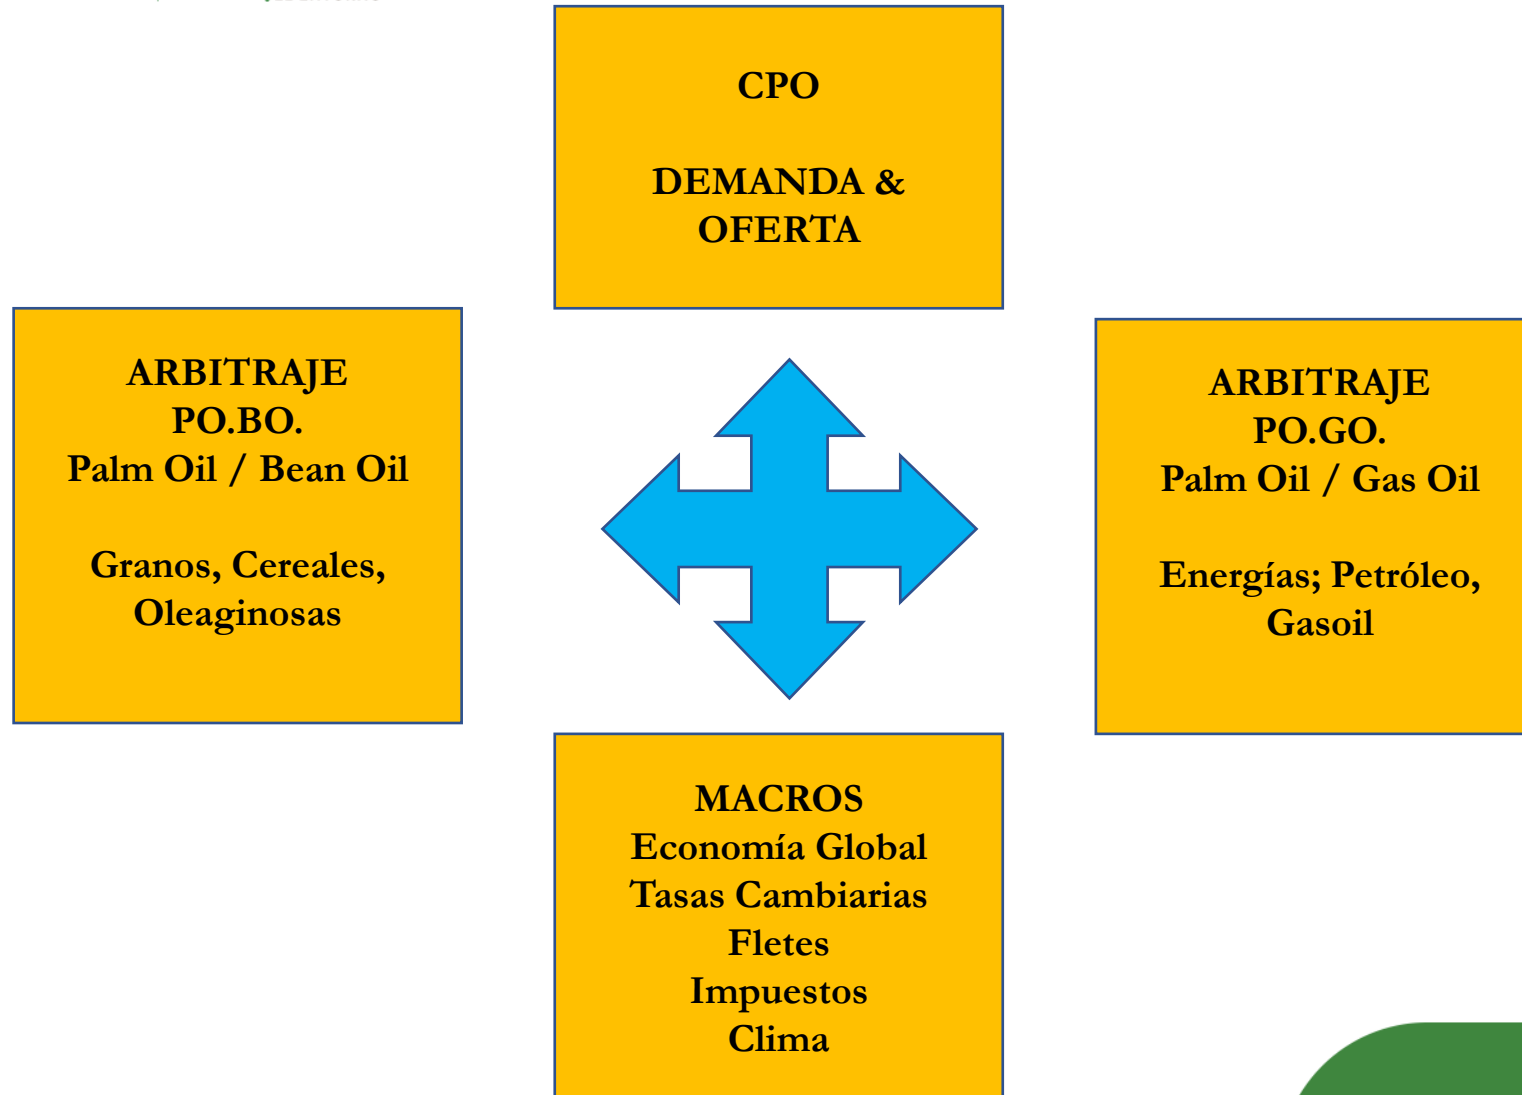 CPO
DEMANDA &
OFERTA
ARBITRAJE
PO.BO.
Palm Oil / Bean Oil
Granos, Cereales,
Oleaginosas
ARBITRAJE
PO.GO.
Palm Oil / Gas Oil
Energías; Petróleo,
Gasoil
MACROS
Economía Global
Tasas Cambiarias
Fletes
Impuestos
Clima